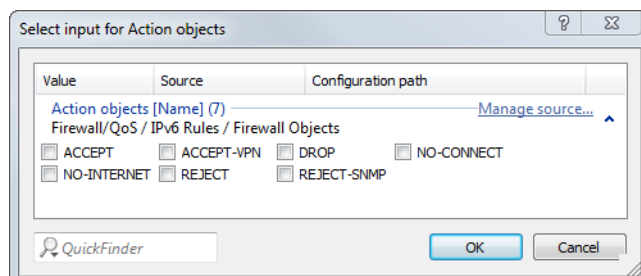 Select input for Action objects
Value Source Configuration path
Action objects [Name] (7) Manage source...
Firewall/QoS / IPv6 Rules / Firewall Objects
ACCEPT ACCEPT-VPN DROP NO-CONNECT
NO-INTERNET REJECT REJECT-SNMP
QuickFinder OK Cancel